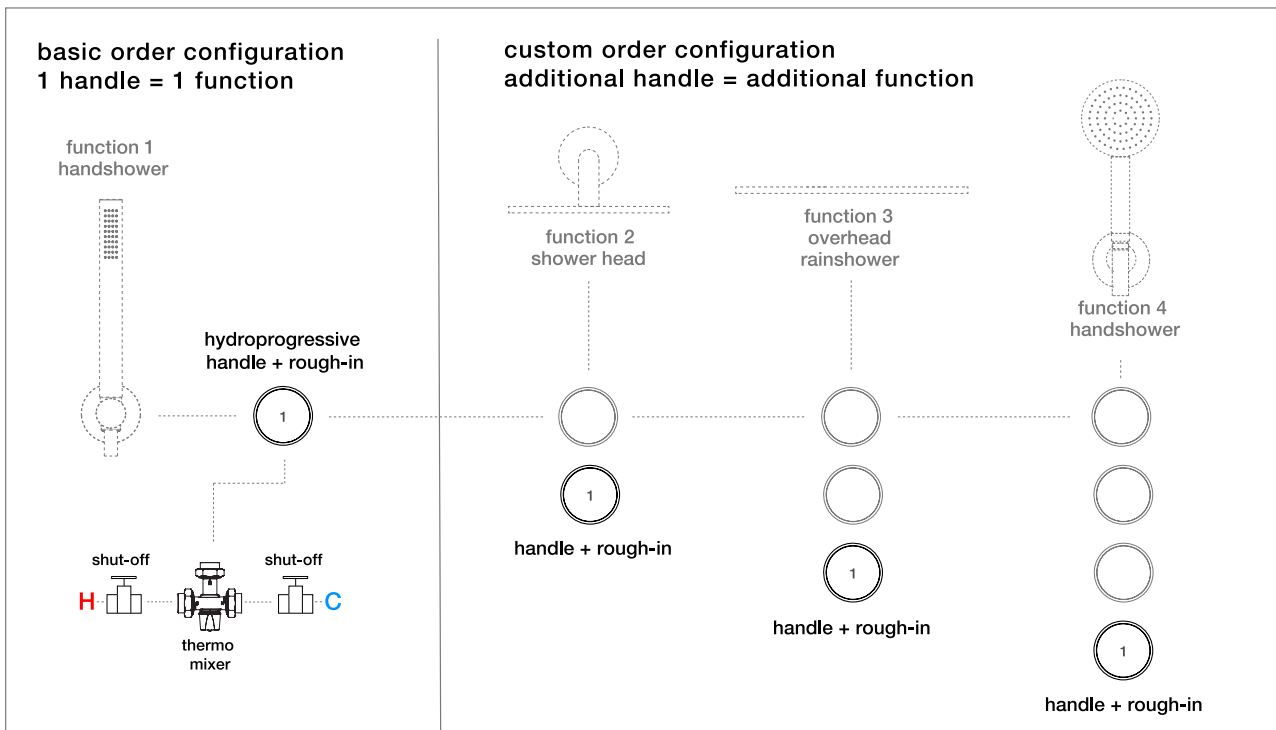 basic order configuration
1 handle = 1 function
function 1
handshower
hydroprogressive
handle + rough-in
1
shut-off
shut-off
H
C
thermo
mixer
custom order configuration
additional handle = additional function
function 2
shower head
function 3
overhead
rainshower
function 4
handshower
1
handle + rough-in
1
handle + rough-in
1
handle + rough-in